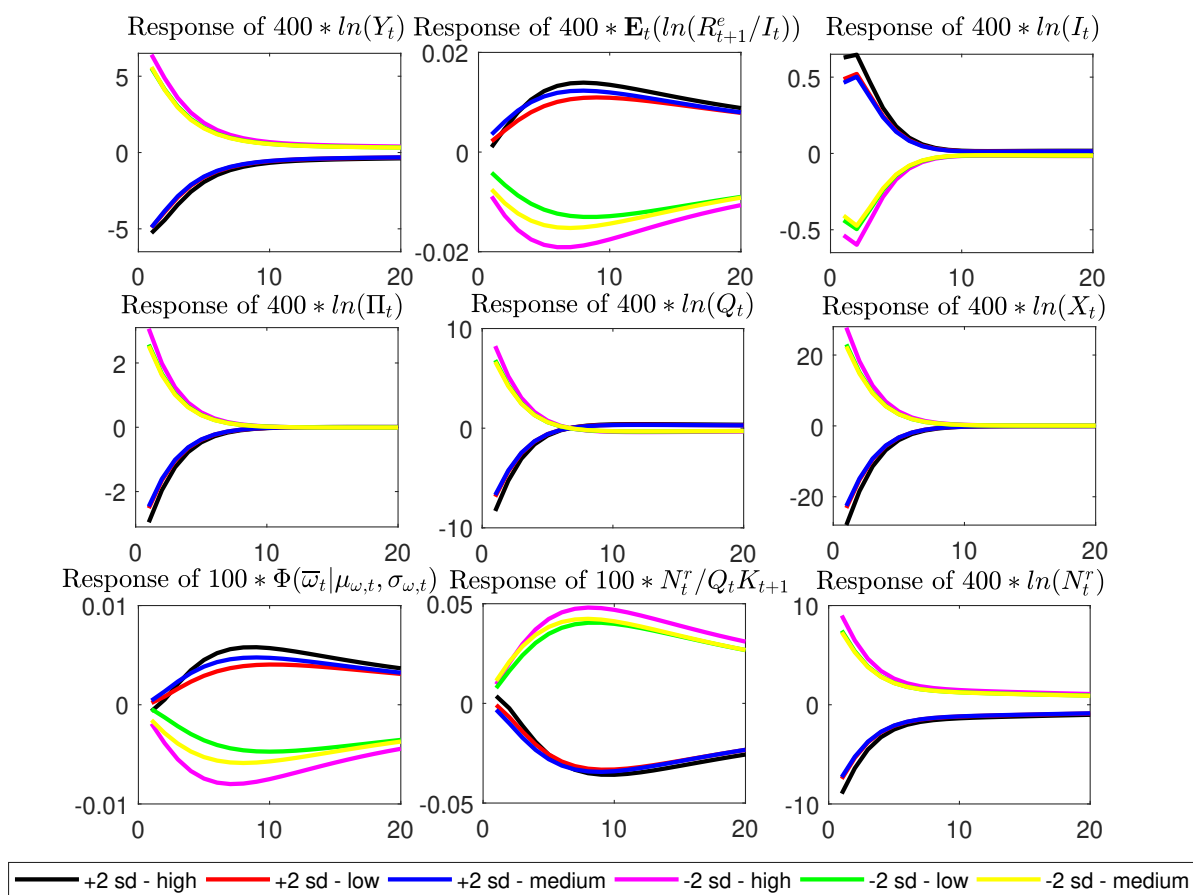 Response of 400 ∗ ln(Y_t)
Response of 400 ∗ E_t(ln(R^e_{t+1}/I_t))
Response of 400 ∗ ln(I_t)
5
0
-5
0 10 20
0.02
0
-0.02
0 10 20
0.5
0
-0.5
0 10 20
Response of 400 ∗ ln(Π_t)
Response of 400 ∗ ln(Q_t)
Response of 400 ∗ ln(X_t)
2
0
-2
0 10 20
10
0
-10
0 10 20
20
0
-20
0 10 20
Response of 100 ∗ Φ(ω̅_t|μ_{ω,t}, σ_{ω,t})
Response of 100 ∗ N^r_t/Q_tK_{t+1}
Response of 400 ∗ ln(N^r_t)
0.01
0
-0.01
0 10 20
0.05
0
-0.05
0 10 20
10
0
-10
0 10 20
+2 sd - high +2 sd - low +2 sd - medium -2 sd - high -2 sd - low -2 sd - medium